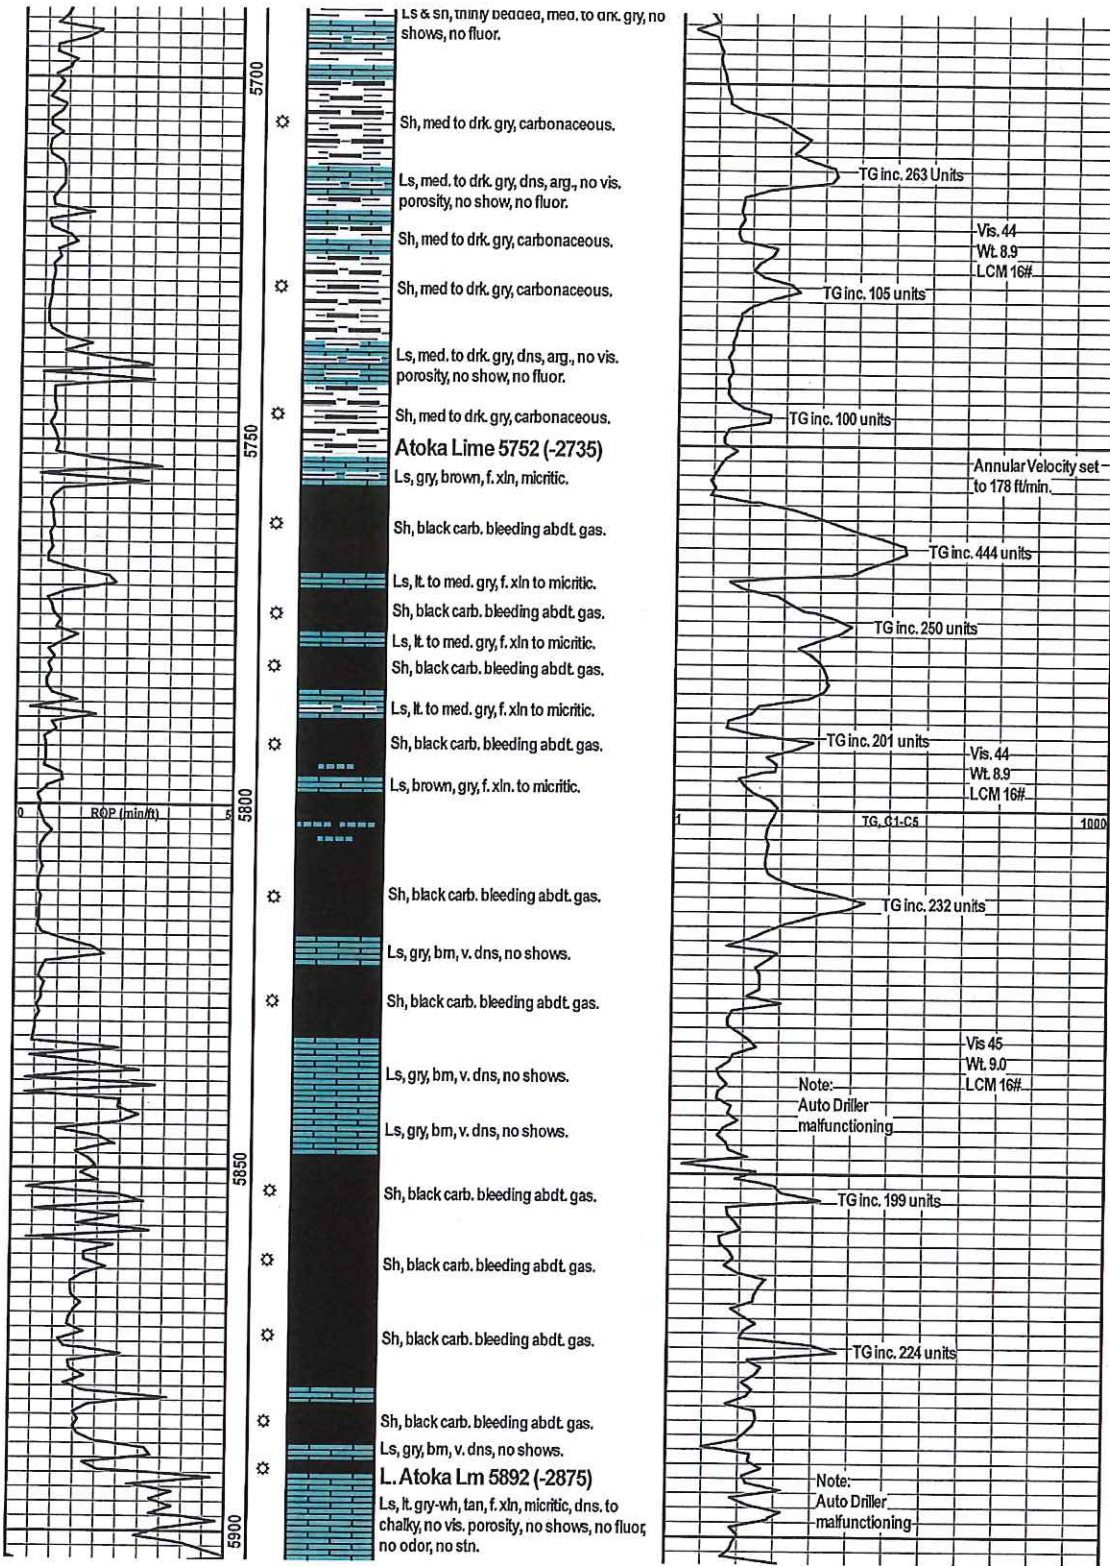 Ls & sh, thinly bedded, med. to drk. gry, no
shows, no fluor.
5700
Sh, med to drk. gry, carbonaceous.
TG inc. 263 Units
Ls, med. to drk. gry, dns, arg., no vis.
porosity, no show, no fluor.
Vis. 44
Wt. 8.9
LCM 16#
Sh, med to drk. gry, carbonaceous.
Sh, med to drk. gry, carbonaceous.
TG inc. 105 units
Ls, med. to drk. gry, dns, arg., no vis.
porosity, no show, no fluor.
Sh, med to drk. gry, carbonaceous.
TG inc. 100 units
5750
Atoka Lime 5752 (-2735)
Ls, gry, brown, f. xln, micritic.
Annular Velocity set
to 178 ft/min.
Sh, black carb. bleeding abdt. gas.
TG inc. 444 units
Ls, lt. to med. gry, f. xln to micritic.
Sh, black carb. bleeding abdt. gas.
TG inc. 250 units
Ls, lt. to med. gry, f. xln to micritic.
Sh, black carb. bleeding abdt. gas.
Ls, lt. to med. gry, f. xln to micritic.
Sh, black carb. bleeding abdt. gas.
TG inc. 201 units
Vis. 44
Wt. 8.9
LCM 16#
Ls, brown, gry, f. xln. to micritic.
5800
0 ROP (min/ft) 5
1 TG, C1-C5 1000
Sh, black carb. bleeding abdt. gas.
TG inc. 232 units
Ls, gry, brn, v. dns, no shows.
Sh, black carb. bleeding abdt. gas.
Vis 45
Wt. 9.0
LCM 16#
Ls, gry, brn, v. dns, no shows.
Note:
Auto Driller
malfunctioning
Ls, gry, brn, v. dns, no shows.
5850
Sh, black carb. bleeding abdt. gas.
TG inc. 199 units
Sh, black carb. bleeding abdt. gas.
Sh, black carb. bleeding abdt. gas.
TG inc. 224 units
Sh, black carb. bleeding abdt. gas.
Ls, gry, brn, v. dns, no shows.
L. Atoka Lm 5892 (-2875)
Note:
Auto Driller
malfunctioning
Ls, lt. gry-wh, tan, f. xln, micritic, dns. to
chalky, no vis. porosity, no shows, no fluor,
no odor, no stn.
5900